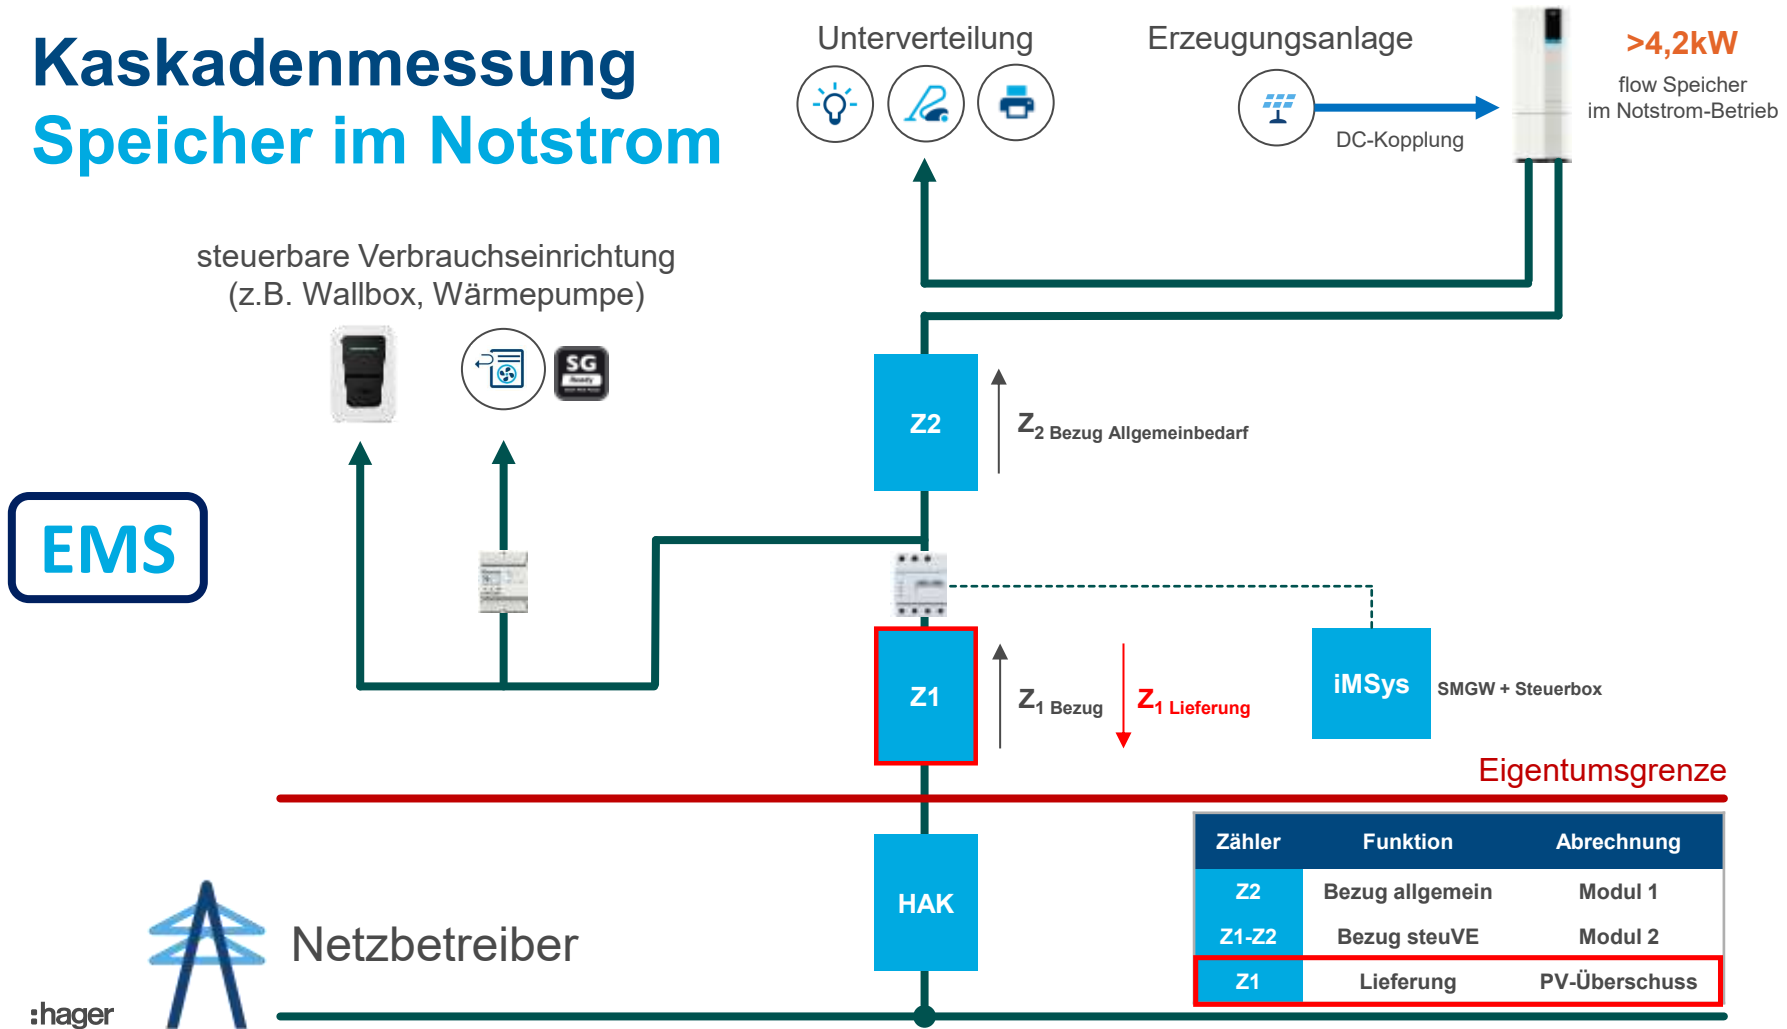 Kaskadenmessung
Speicher im Notstrom
Unterverteilung
Erzeugungsanlage
>4,2kW
flow Speicher
im Notstrom-Betrieb
DC-Kopplung
steuerbare Verbrauchseinrichtung
(z.B. Wallbox, Wärmepumpe)
SG
Ready
Z2
Z2 Bezug Allgemeinbedarf
EMS
Z1
Z1 Bezug
Z1 Lieferung
iMSys
SMGW + Steuerbox
Eigentumsgrenze
HAK
Netzbetreiber
Zähler Funktion Abrechnung
Z2 Bezug allgemein Modul 1
Z1-Z2 Bezug steuVE Modul 2
Z1 Lieferung PV-Überschuss
:hager